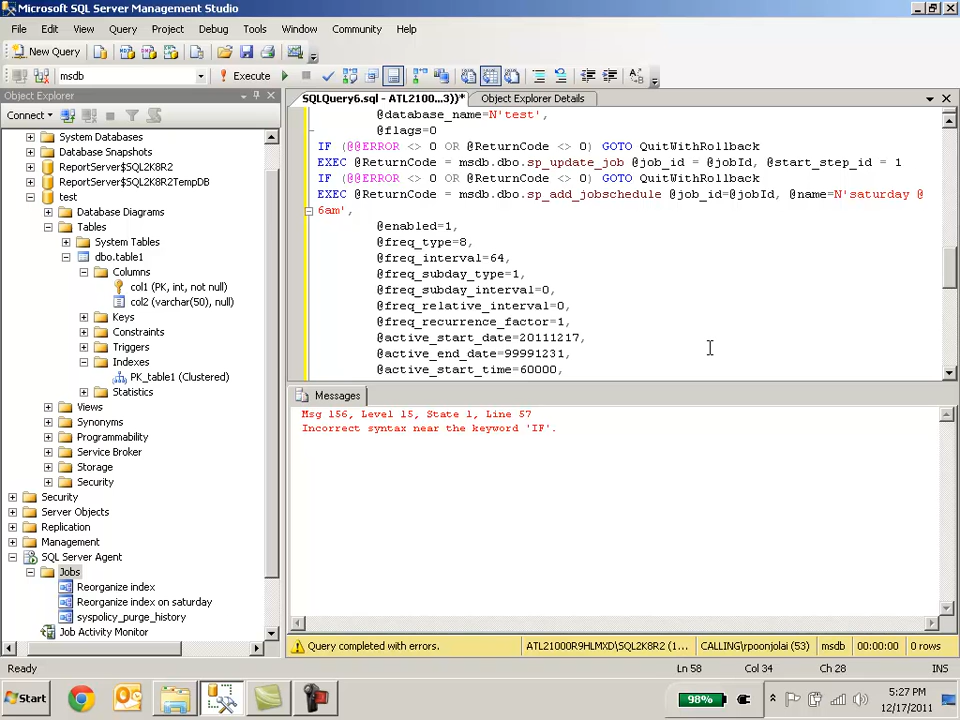 Microsoft SQL Server Management Studio
File Edit View Query Project Debug Tools Window Community Help
New Query
msdb Execute
Object Explorer
Connect
System Databases
Database Snapshots
ReportServer$SQL2K8R2
ReportServer$SQL2K8R2TempDB
test
Database Diagrams
Tables
System Tables
dbo.table1
Columns
col1 (PK, int, not null)
col2 (varchar(50), null)
Keys
Constraints
Triggers
Indexes
PK_table1 (Clustered)
Statistics
Views
Synonyms
Programmability
Service Broker
Storage
Security
Security
Server Objects
Replication
Management
SQL Server Agent
Jobs
Reorganize index
Reorganize index on saturday
syspolicy_purge_history
Job Activity Monitor
SQLQuery6.sql - ATL2100...3))* Object Explorer Details
@database_name=N'test',
@flags=0
IF (@@ERROR <> 0 OR @ReturnCode <> 0) GOTO QuitWithRollback
EXEC @ReturnCode = msdb.dbo.sp_update_job @job_id = @jobId, @start_step_id = 1
IF (@@ERROR <> 0 OR @ReturnCode <> 0) GOTO QuitWithRollback
EXEC @ReturnCode = msdb.dbo.sp_add_jobschedule @job_id=@jobId, @name=N'saturday @
6am',
@enabled=1,
@freq_type=8,
@freq_interval=64,
@freq_subday_type=1,
@freq_subday_interval=0,
@freq_relative_interval=0,
@freq_recurrence_factor=1,
@active_start_date=20111217,
@active_end_date=99991231,
@active_start_time=60000,
Messages
Msg 156, Level 15, State 1, Line 57
Incorrect syntax near the keyword 'IF'.
Query completed with errors. ATL21000R9HLMXD\SQL2K8R2 (1... CALLING\rpoonjolai (53) msdb 00:00:00 0 rows
Ready Ln 58 Col 34 Ch 28 INS
Start 98% 5:27 PM
12/17/2011